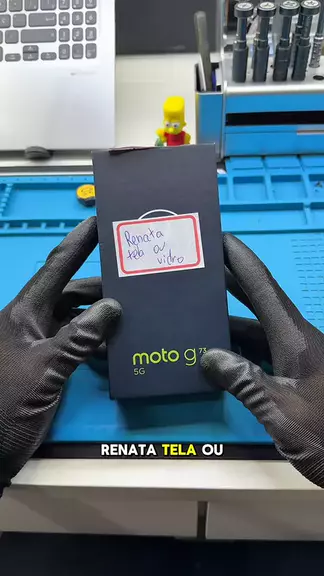 Renata
tela ou
vidro
moto g73
5G
RENATA TELA OU